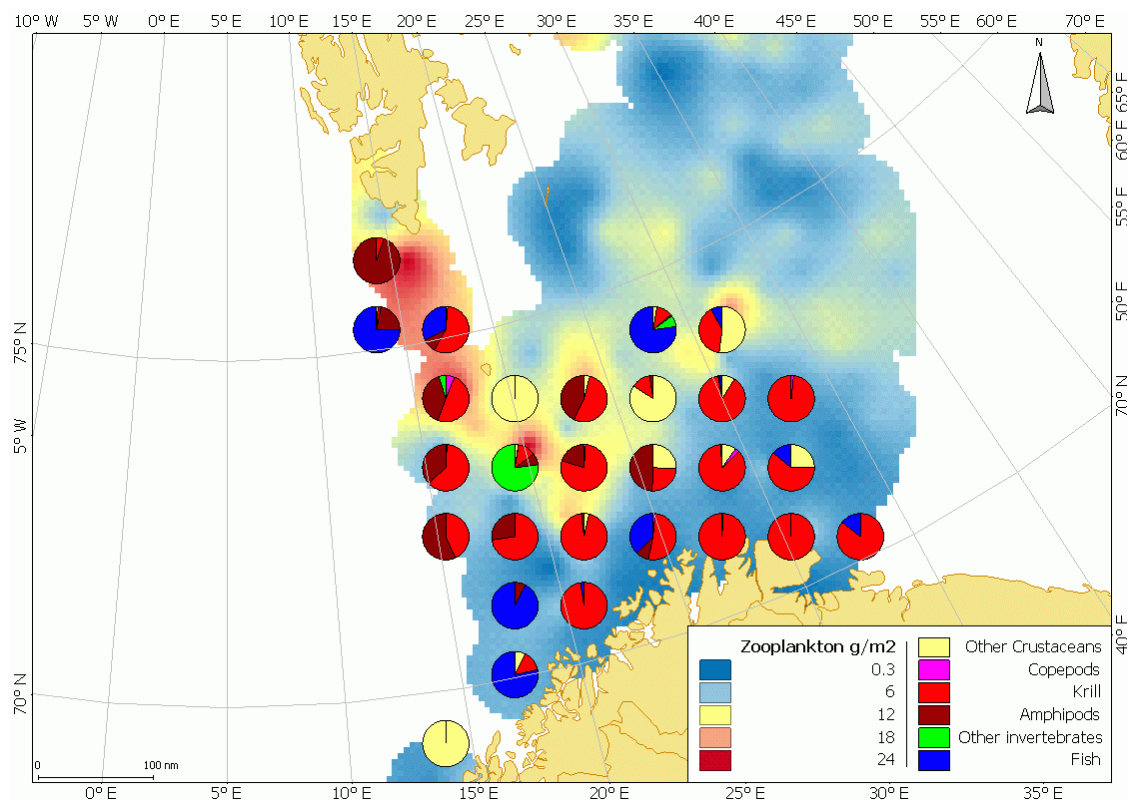 10° W 5° W 0° E 5° E 10° E 15° E 20° E 25° E 30° E 35° E 40° E 45° E 50° E 55° E 60° E 70° E
N
65° E
60° E
55° E
50° E
75° N
70° N
5° W
40° E
70° N
Zooplankton g/m2
0.3
6
12
18
24
Other Crustaceans
Copepods
Krill
Amphipods
Other invertebrates
Fish
0 100 nm
0° E 5° E 10° E 15° E 20° E 25° E 30° E 35° E